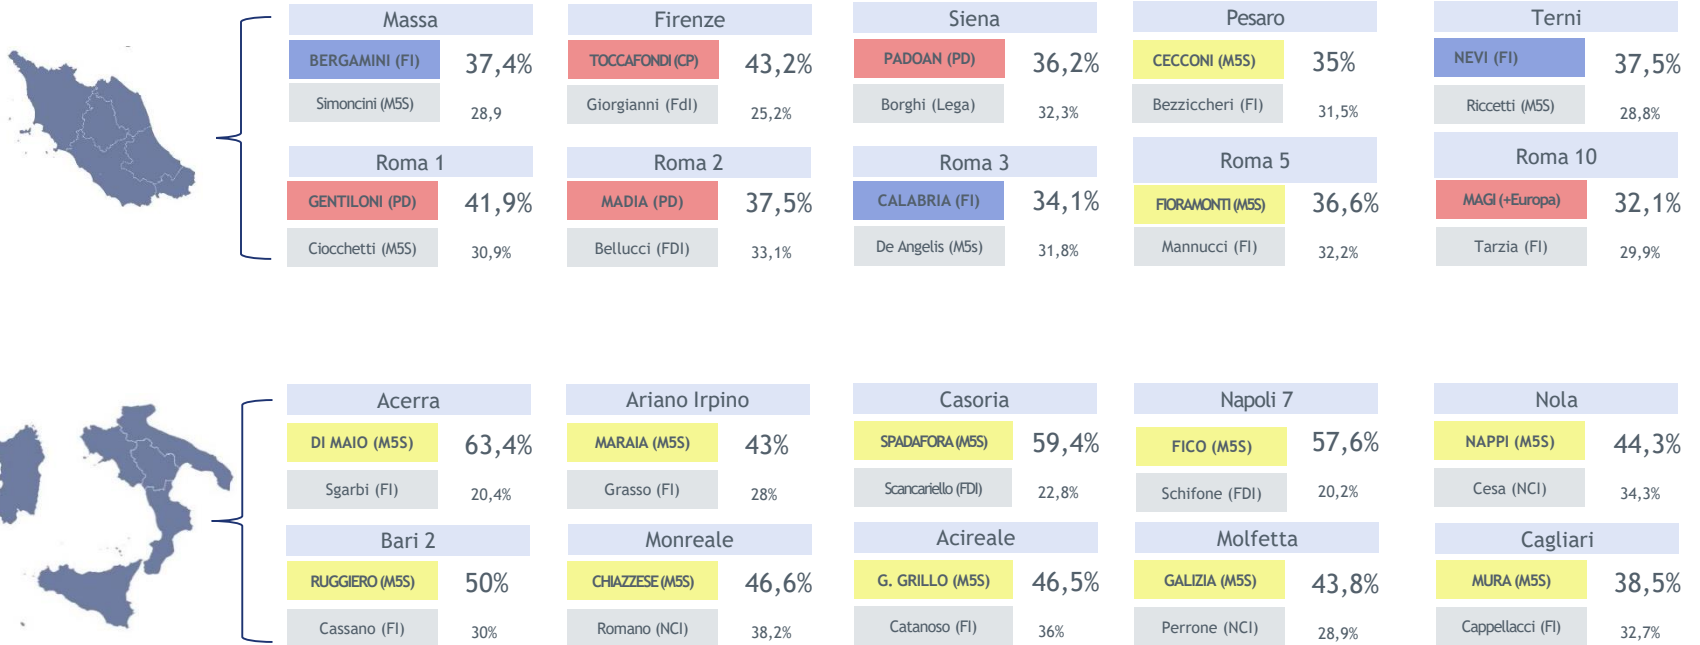 Massa
BERGAMINI (FI) 37,4%
Simoncini (M5S) 28,9
Firenze
TOCCAFONDI (CP) 43,2%
Giorgianni (FdI) 25,2%
Siena
PADOAN (PD) 36,2%
Borghi (Lega) 32,3%
Pesaro
CECCONI (M5S) 35%
Bezziccheri (FI) 31,5%
Terni
NEVI (FI) 37,5%
Riccetti (M5S) 28,8%
Roma 1
GENTILONI (PD) 41,9%
Ciocchetti (M5S) 30,9%
Roma 2
MADIA (PD) 37,5%
Bellucci (FDI) 33,1%
Roma 3
CALABRIA (FI) 34,1%
De Angelis (M5s) 31,8%
Roma 5
FIORAMONTI (M5S) 36,6%
Mannucci (FI) 32,2%
Roma 10
MAGI (+Europa) 32,1%
Tarzia (FI) 29,9%
Acerra
DI MAIO (M5S) 63,4%
Sgarbi (FI) 20,4%
Ariano Irpino
MARAIA (M5S) 43%
Grasso (FI) 28%
Casoria
SPADAFORA (M5S) 59,4%
Scancariello (FDI) 22,8%
Napoli 7
FICO (M5S) 57,6%
Schifone (FDI) 20,2%
Nola
NAPPI (M5S) 44,3%
Cesa (NCI) 34,3%
Bari 2
RUGGIERO (M5S) 50%
Cassano (FI) 30%
Monreale
CHIAZZESE (M5S) 46,6%
Romano (NCI) 38,2%
Acireale
G. GRILLO (M5S) 46,5%
Catanoso (FI) 36%
Molfetta
GALIZIA (M5S) 43,8%
Perrone (NCI) 28,9%
Cagliari
MURA (M5S) 38,5%
Cappellacci (FI) 32,7%